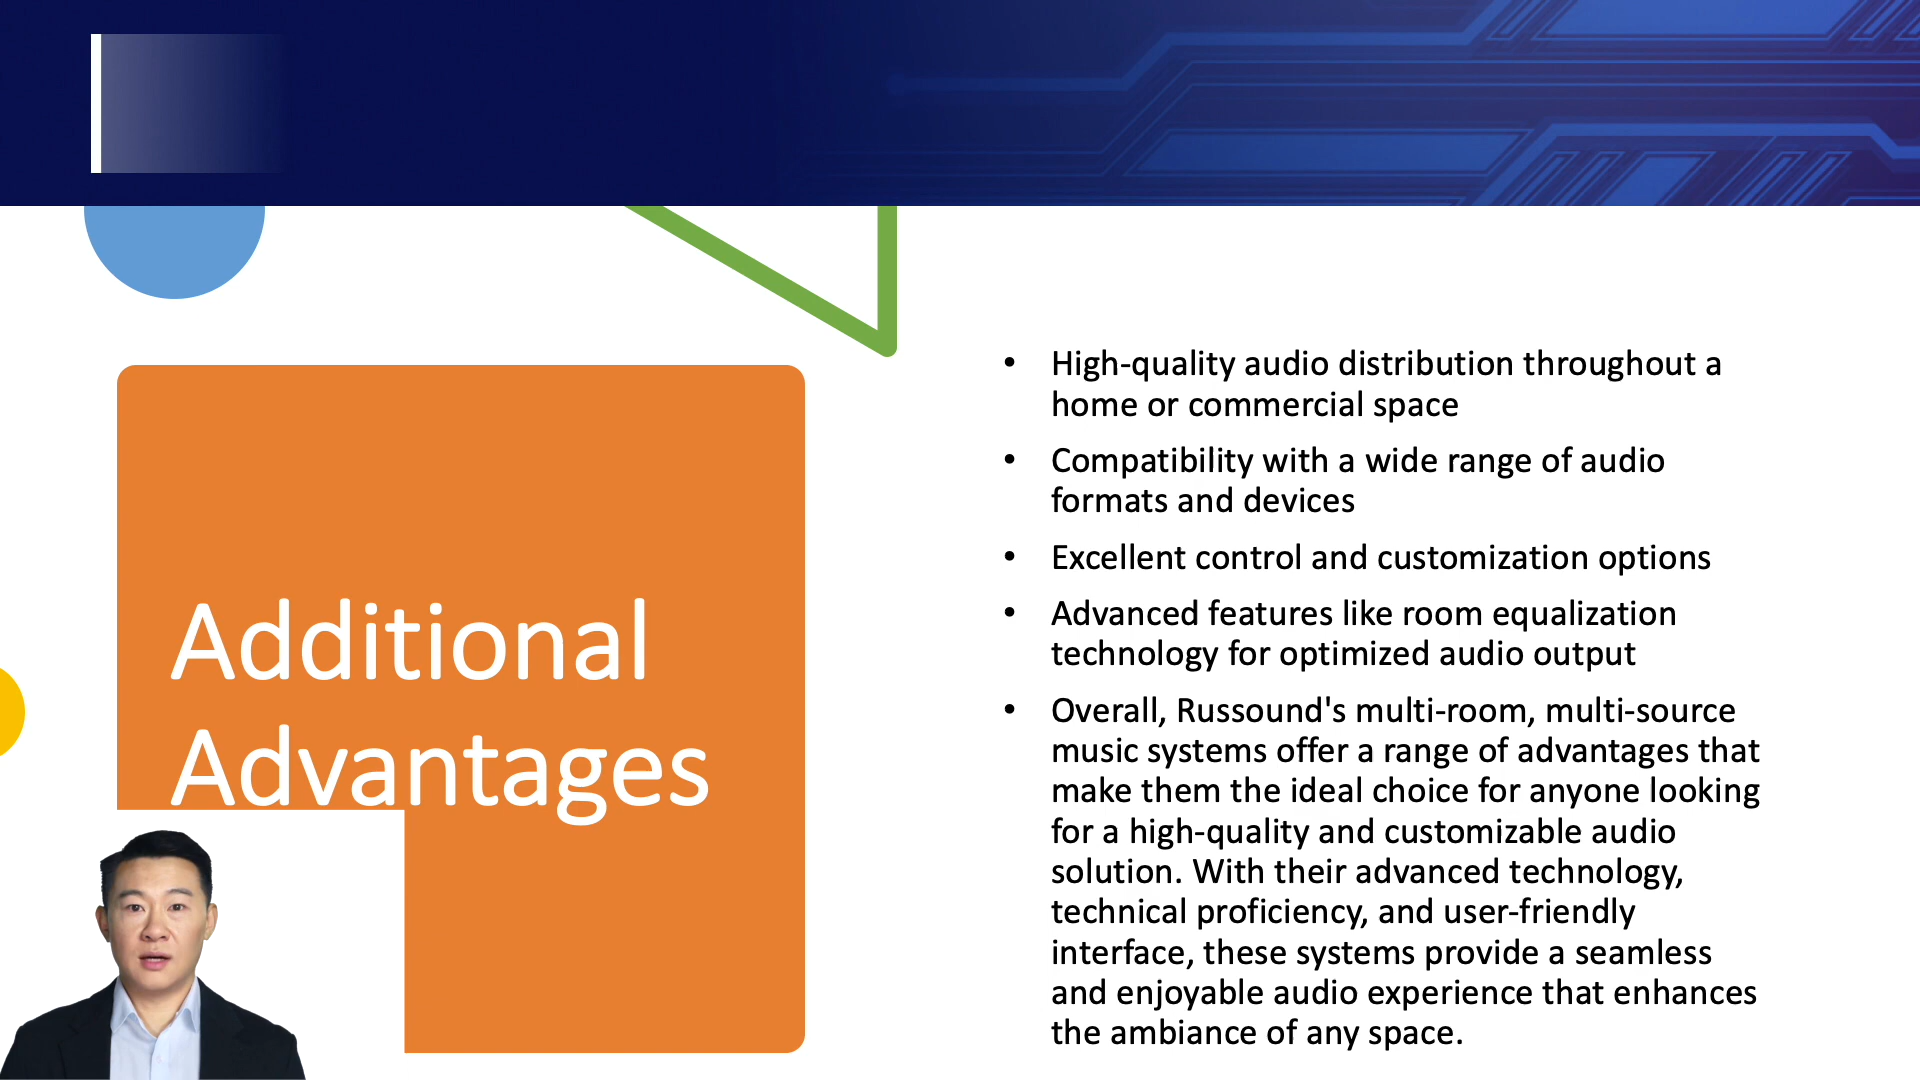 Additional
Advantages
• High-quality audio distribution throughout a
home or commercial space
• Compatibility with a wide range of audio
formats and devices
• Excellent control and customization options
• Advanced features like room equalization
technology for optimized audio output
• Overall, Russound's multi-room, multi-source
music systems offer a range of advantages that
make them the ideal choice for anyone looking
for a high-quality and customizable audio
solution. With their advanced technology,
technical proficiency, and user-friendly
interface, these systems provide a seamless
and enjoyable audio experience that enhances
the ambiance of any space.